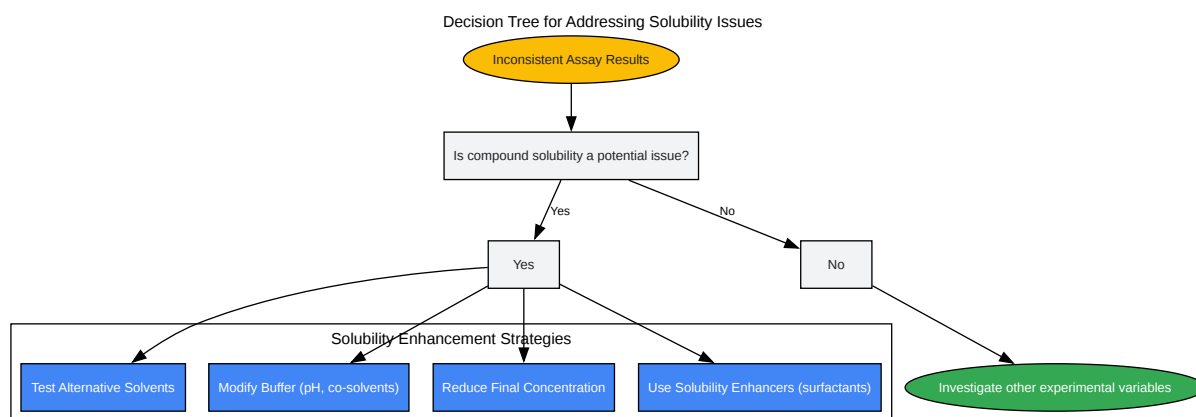 Decision Tree for Addressing Solubility Issues
Inconsistent Assay Results
Is compound solubility a potential issue?
Yes
No
Yes
No
Solubility Enhancement Strategies
Test Alternative Solvents
Modify Buffer (pH, co-solvents)
Reduce Final Concentration
Use Solubility Enhancers (surfactants)
Investigate other experimental variables